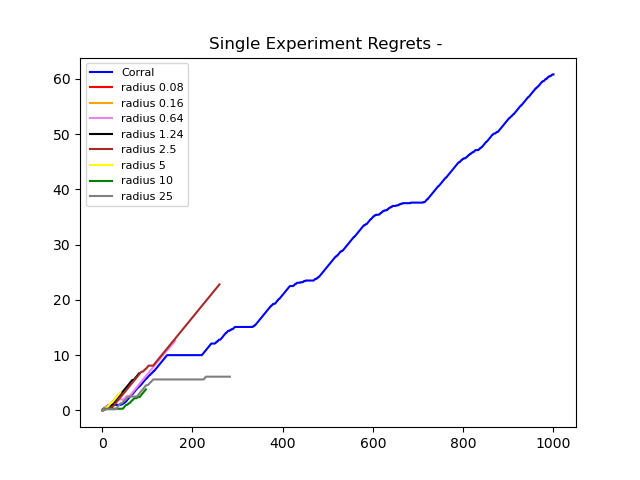 Single Experiment Regrets -
60
50
40
30
20
10
0
Corral
radius 0.08
radius 0.16
radius 0.64
radius 1.24
radius 2.5
radius 5
radius 10
radius 25
0 200 400 600 800 1000